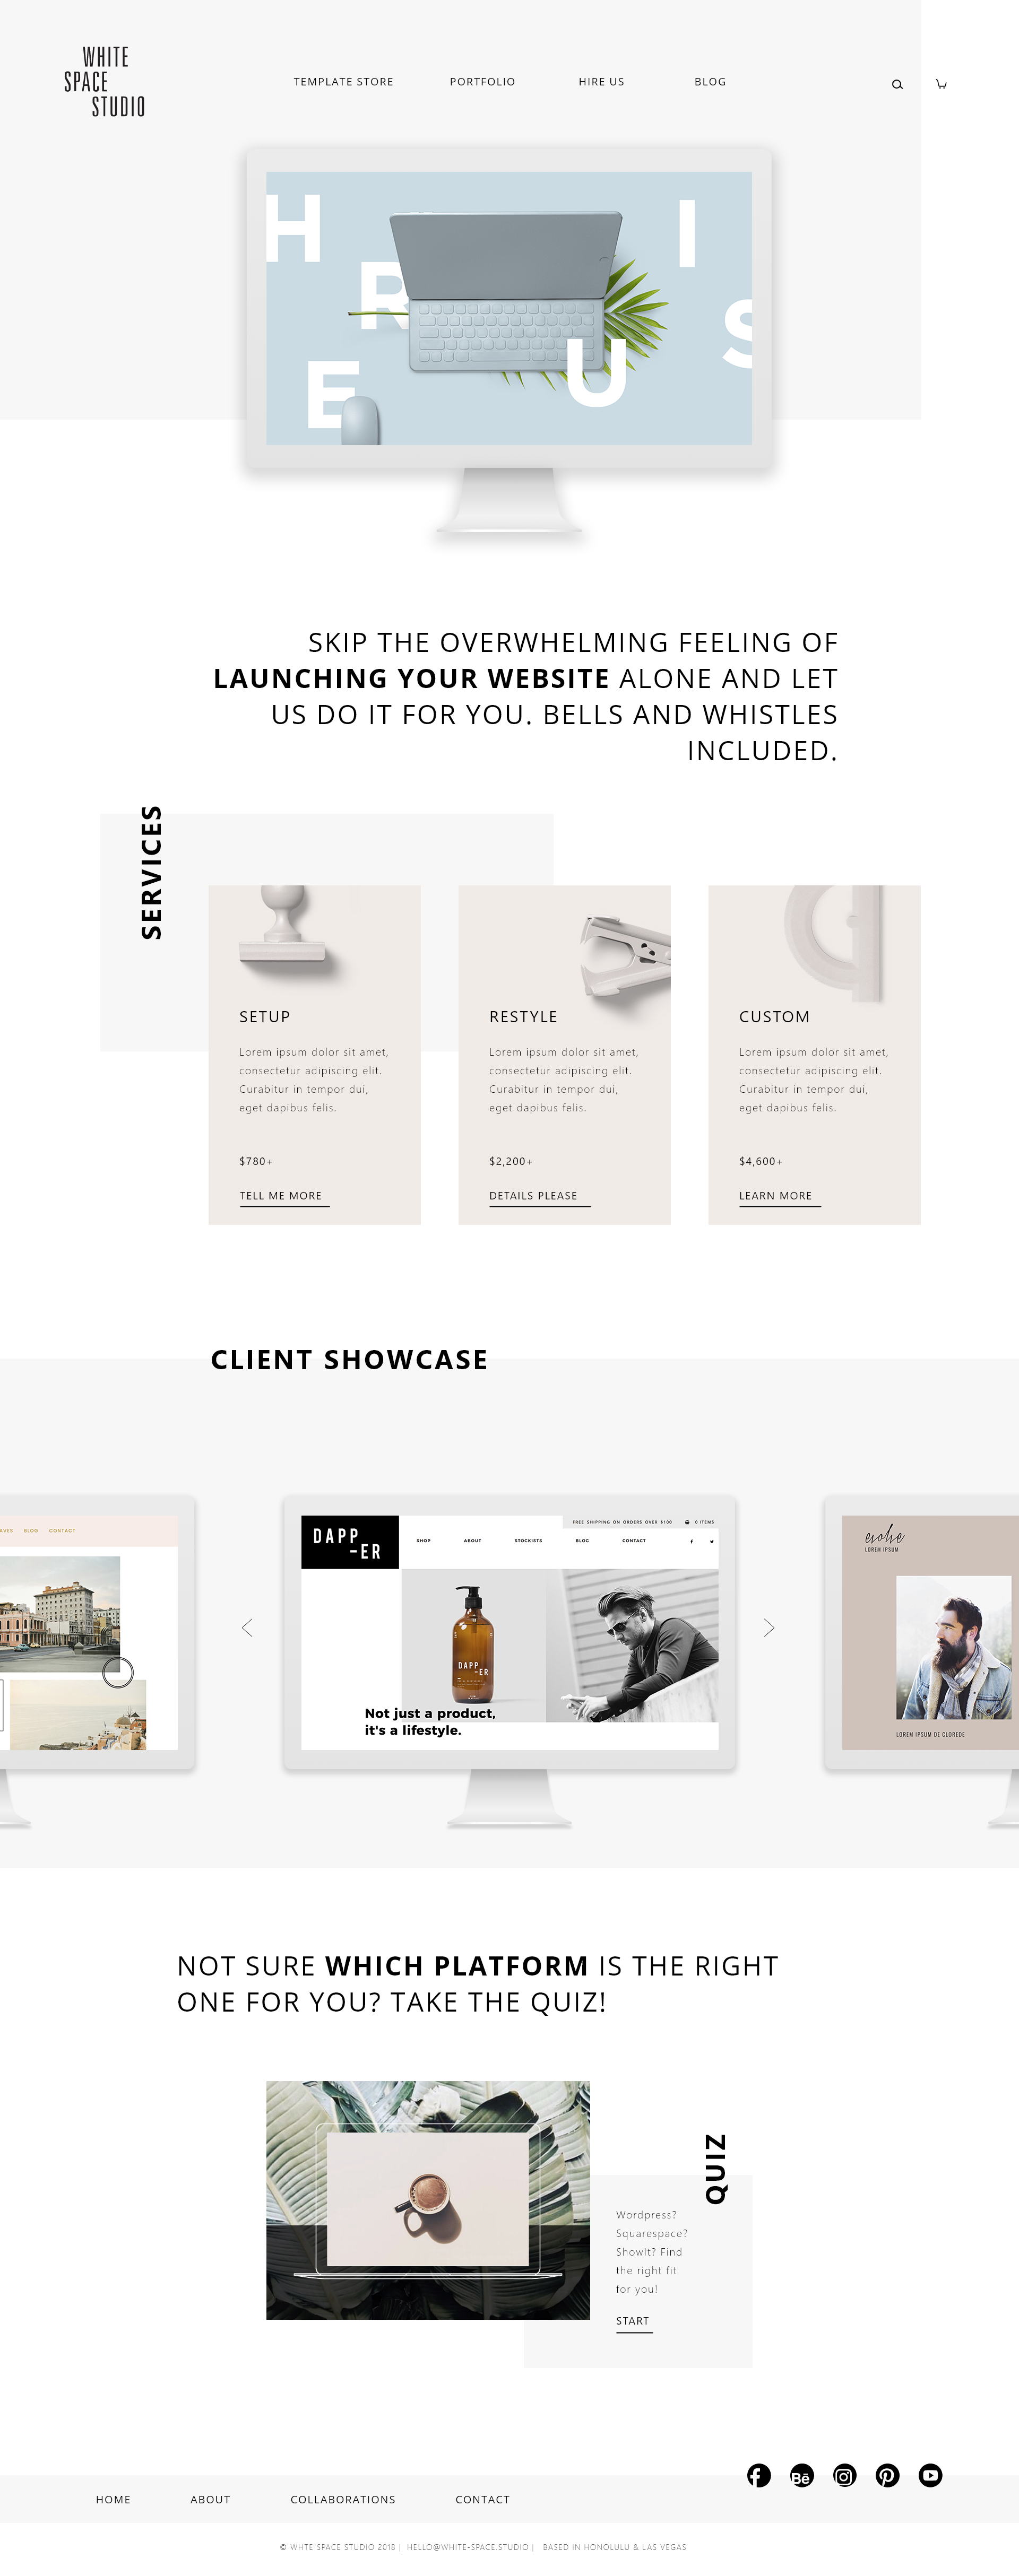 WHITE
SPACE
STUDIO
TEMPLATE STORE PORTFOLIO HIRE US BLOG
H
I
R
S
U
E
SKIP THE OVERWHELMING FEELING OF
LAUNCHING YOUR WEBSITE ALONE AND LET
US DO IT FOR YOU. BELLS AND WHISTLES
INCLUDED.
SERVICES
SETUP
Lorem ipsum dolor sit amet,
consectetur adipiscing elit.
Curabitur in tempor dui,
eget dapibus felis.
$780+
TELL ME MORE
RESTYLE
Lorem ipsum dolor sit amet,
consectetur adipiscing elit.
Curabitur in tempor dui,
eget dapibus felis.
$2,200+
DETAILS PLEASE
CUSTOM
Lorem ipsum dolor sit amet,
consectetur adipiscing elit.
Curabitur in tempor dui,
eget dapibus felis.
$4,600+
LEARN MORE
CLIENT SHOWCASE
AVES BLOG CONTACT
DAPP
-ER
FREE SHIPPING ON ORDERS OVER $100 0 ITEMS
SHOP ABOUT STOCKISTS BLOG CONTACT
DAPP
-ER
Not just a product,
it's a lifestyle.
evolve
LOREM IPSUM
LOREM IPSUM DE CLOREDE
NOT SURE WHICH PLATFORM IS THE RIGHT
ONE FOR YOU? TAKE THE QUIZ!
QUIZ
Wordpress?
Squarespace?
ShowIt? Find
the right fit
for you!
START
Bē
HOME ABOUT COLLABORATIONS CONTACT
© WHTE SPACE STUDIO 2018 | HELLO@WHITE-SPACE.STUDIO | BASED IN HONOLULU & LAS VEGAS